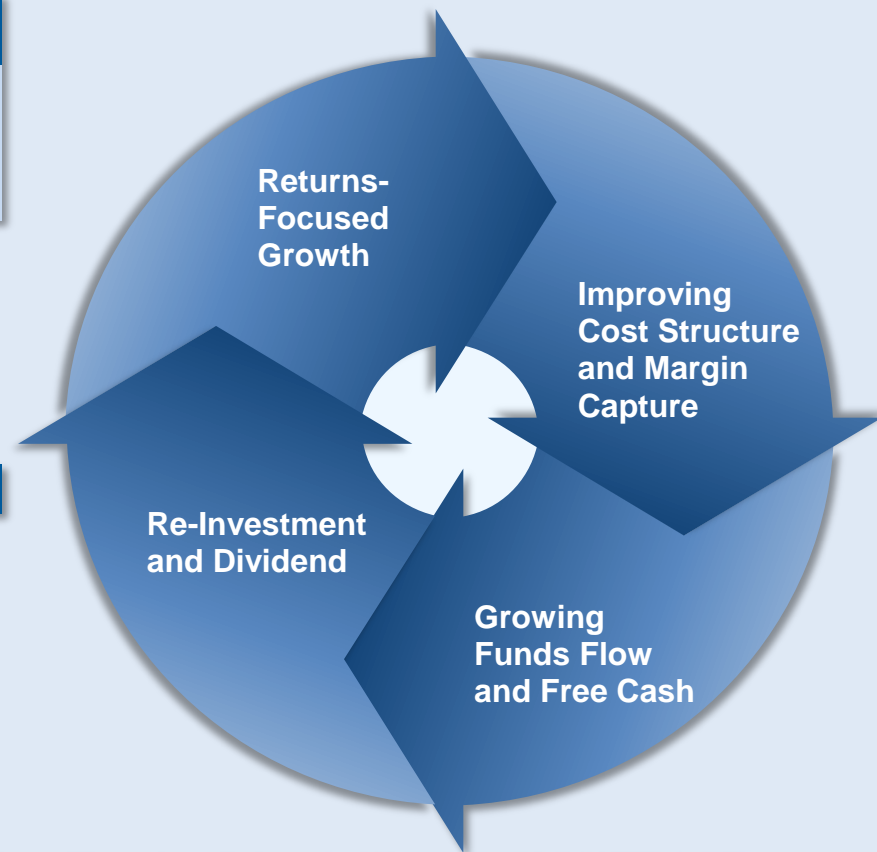 Returns-
Focused
Growth
Improving
Cost Structure
and Margin
Capture
Growing
Funds Flow
and Free Cash
Re-Investment
and Dividend